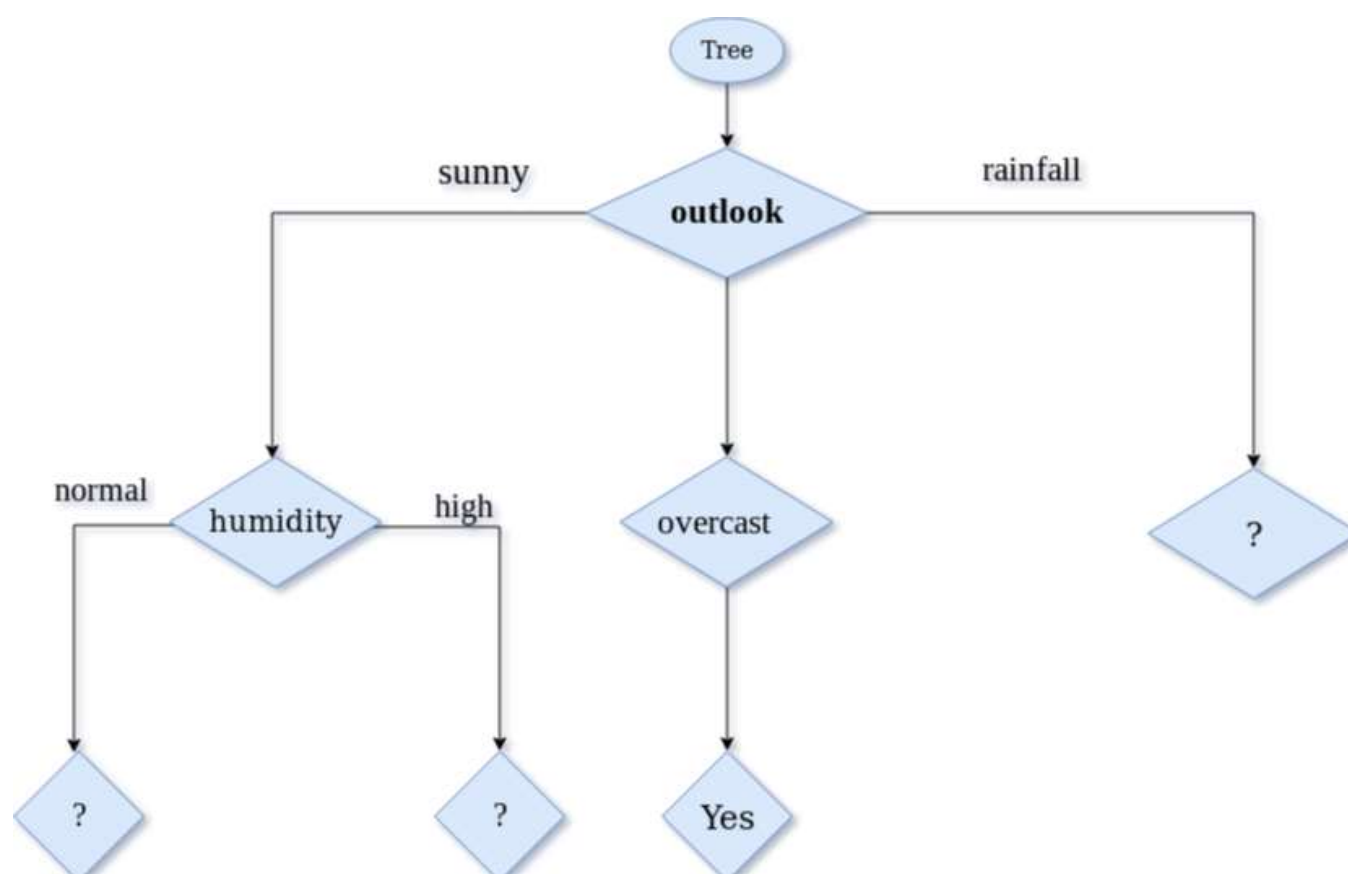 Tree
sunny
rainfall
outlook
normal
high
humidity
overcast
?
?
?
Yes